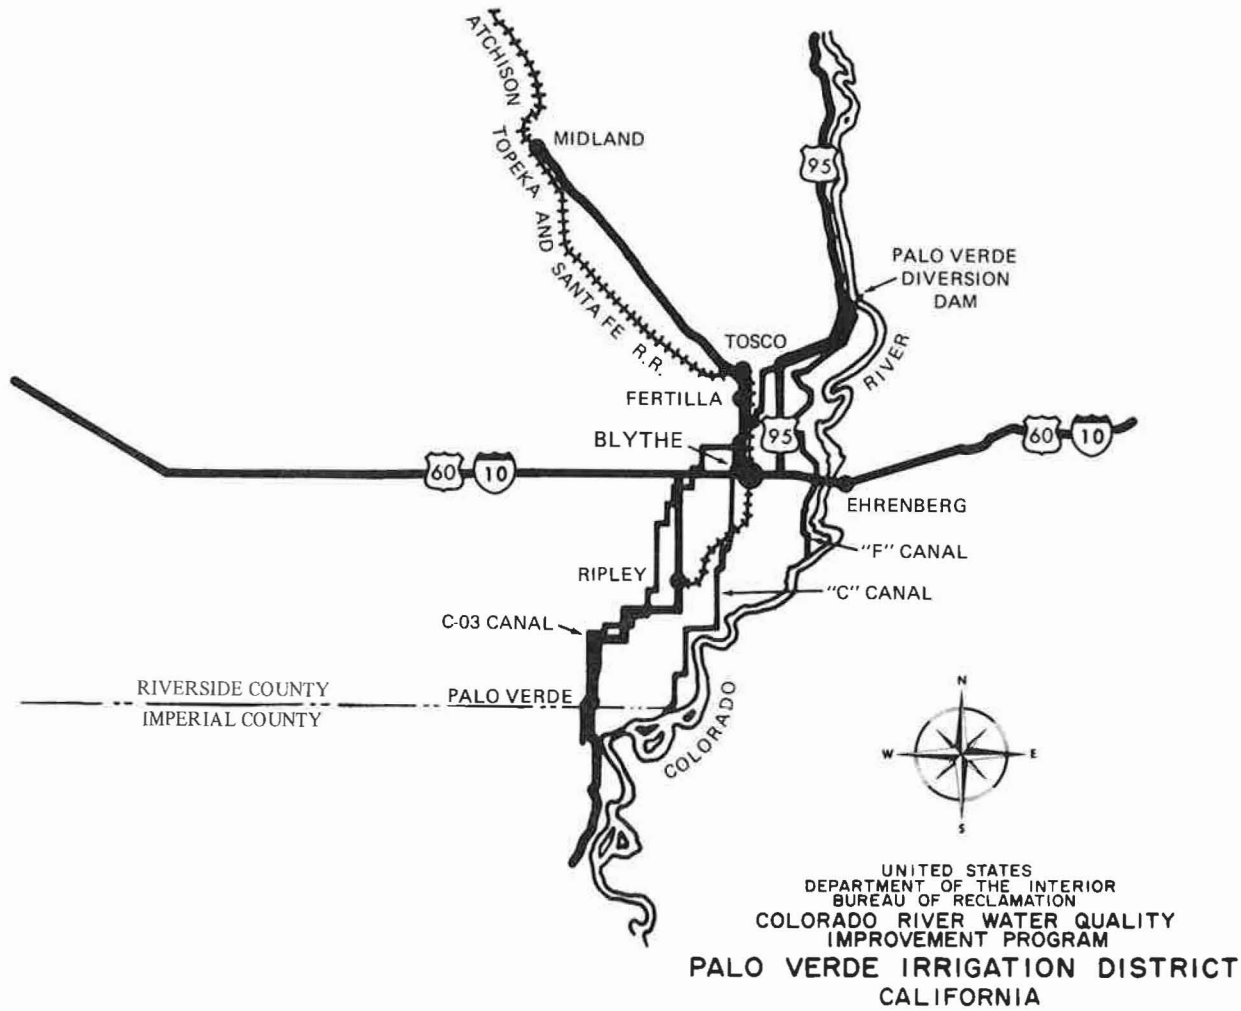 ATCHISON TOPEKA AND SANTA FE R.R.
MIDLAND
95
PALO VERDE
DIVERSION
DAM
TOSCO
RIVER
FERTILLA
BLYTHE
95
60
10
60
10
EHRENBERG
"F" CANAL
RIPLEY
"C" CANAL
C-03 CANAL
RIVERSIDE COUNTY
PALO VERDE
IMPERIAL COUNTY
COLORADO
N
W
E
S
UNITED STATES
DEPARTMENT OF THE INTERIOR
BUREAU OF RECLAMATION
COLORADO RIVER WATER QUALITY
IMPROVEMENT PROGRAM
PALO VERDE IRRIGATION DISTRICT
CALIFORNIA